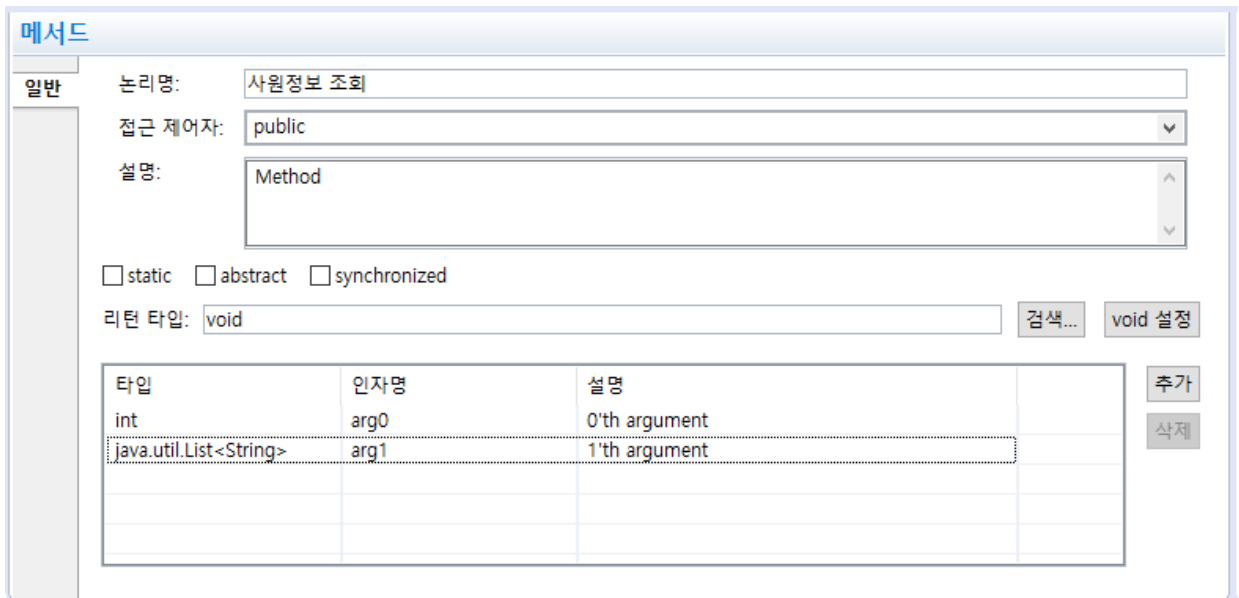 메서드
일반
논리명: 사원정보 조회
접근 제어자: public
설명: Method
static abstract synchronized
리턴 타입: void 검색... void 설정
타입 인자명 설명 추가
int arg0 0'th argument
삭제
java.util.List<String> arg1 1'th argument